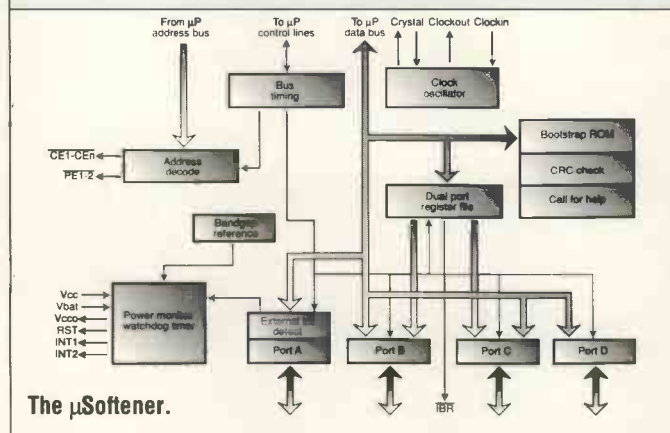 From μP
address bus
To μP
control lines
To μP
data bus
Crystal Clockout Clockin
Bus
timing
Clock
oscillator
Bootstrap ROM
CRC check
Call for help
CE1-CEn
PE1-2
Address
decode
Dual port
register file
Bandgap
reference
Vcc
Vbat
Vcco
RST
INT1
INT2
Power monitor
watchdog timer
External
detect
Port A
Port B
Port C
Port D
IBR
The μSoftener.